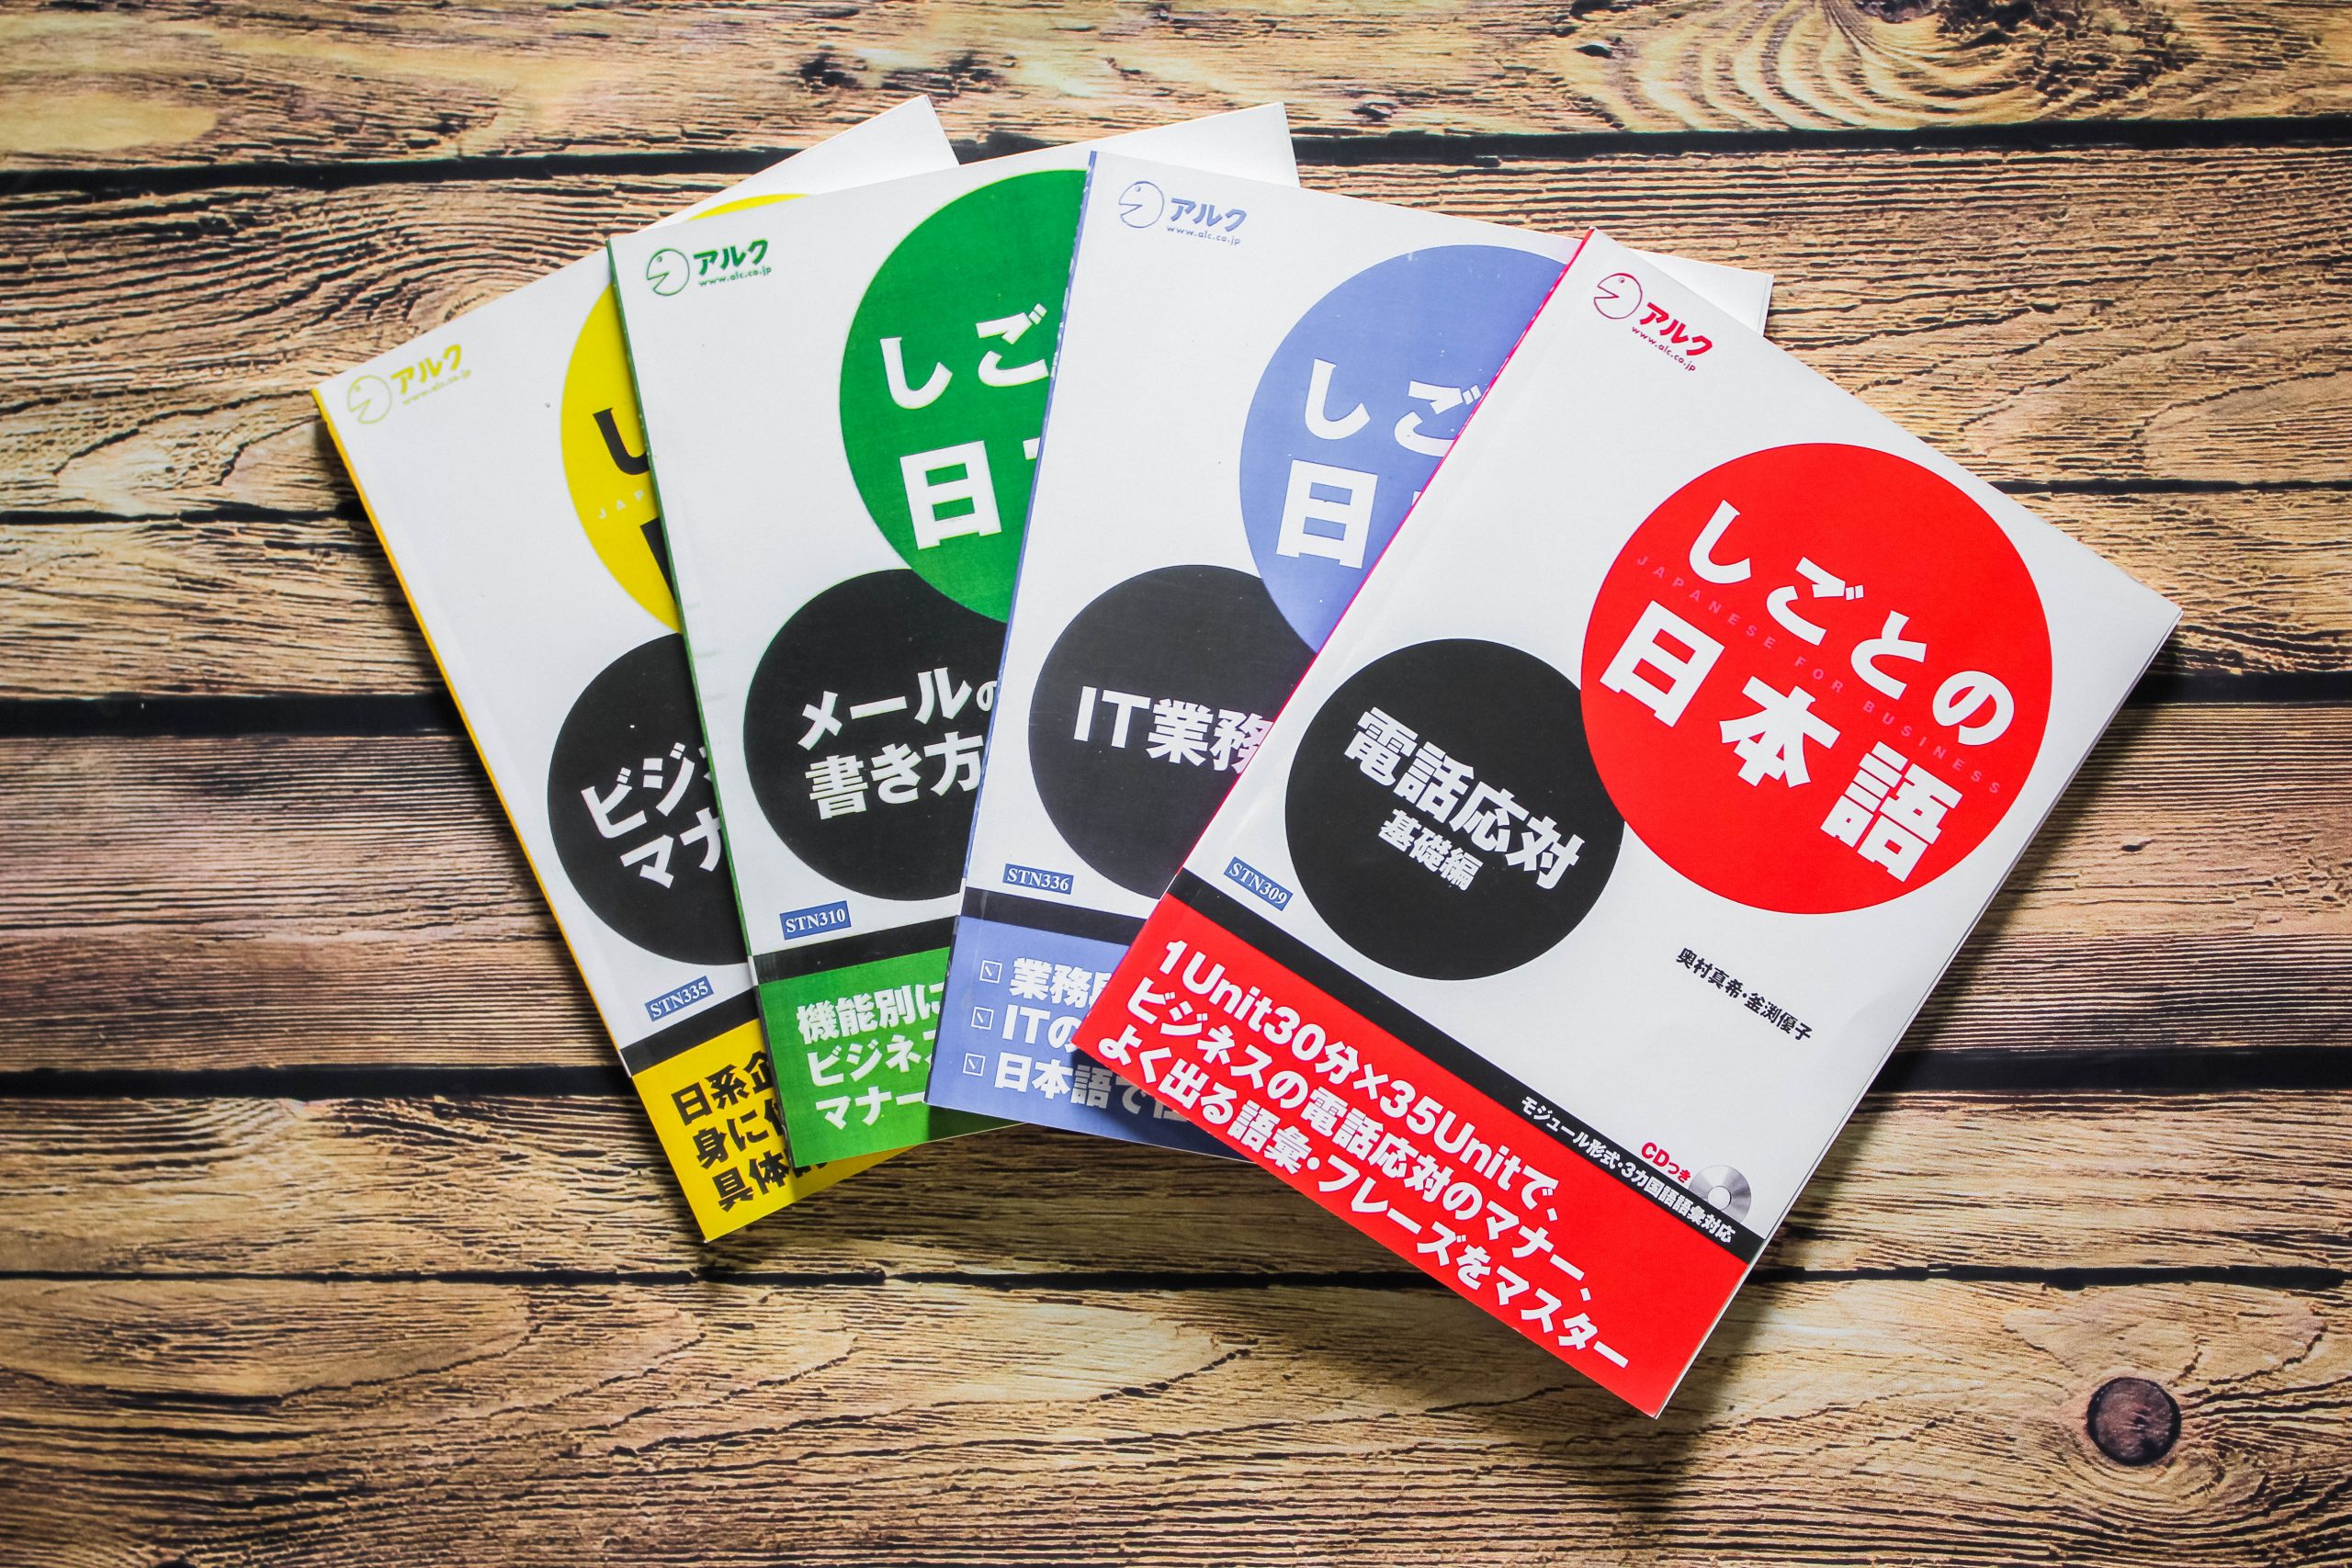 アルク
www.alc.co.jp
し
JAP
ビジ
マナ
STN335
日系企
身に
具体
アルク
www.alc.co.jp
しご
日
メールの
書き方
STN310
機能別に
ビジネ
マナー
アルク
www.alc.co.jp
しご
日
IT業務
STN336
業務
ITの
日本語で
アルク
www.alc.co.jp
しごとの
JAPANESE FOR BUSINESS
日本語
電話応対
基礎編
STN309
奥村真希・釜渕優子
CDつき
モジュール形式・3カ国語語彙対応
1Unit30分×35Unitで、
ビジネスの電話応対のマナー、
よく出る語彙・フレーズをマスター